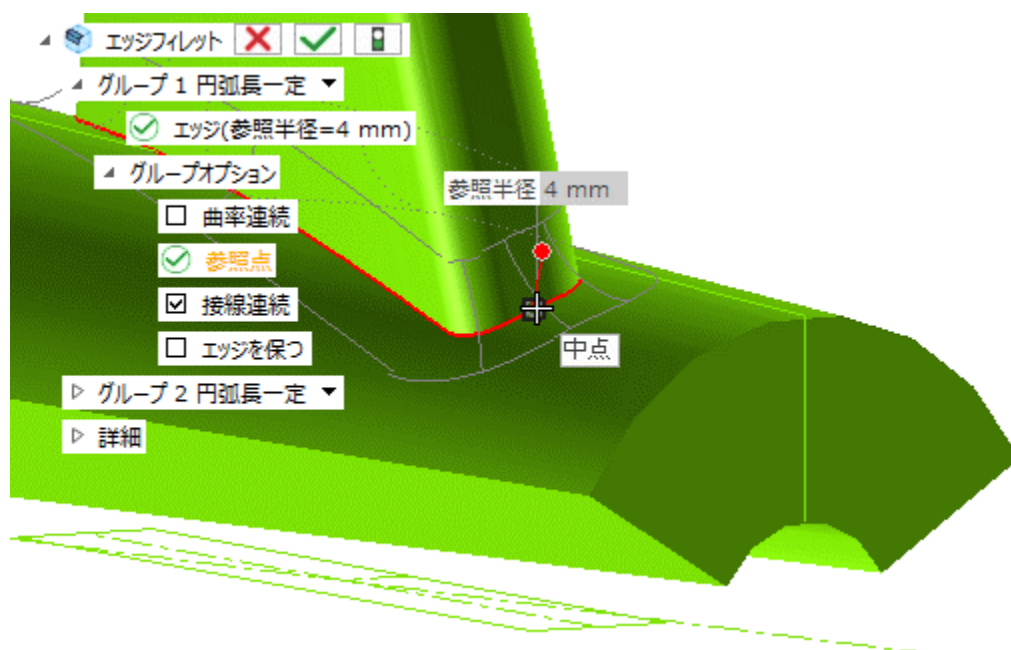 エッジフィレット
グループ 1 円弧長一定
エッジ(参照半径=4 mm)
グループオプション
参照半径 4 mm
曲率連続
参照点
接線連続
中点
エッジを保つ
グループ 2 円弧長一定
詳細